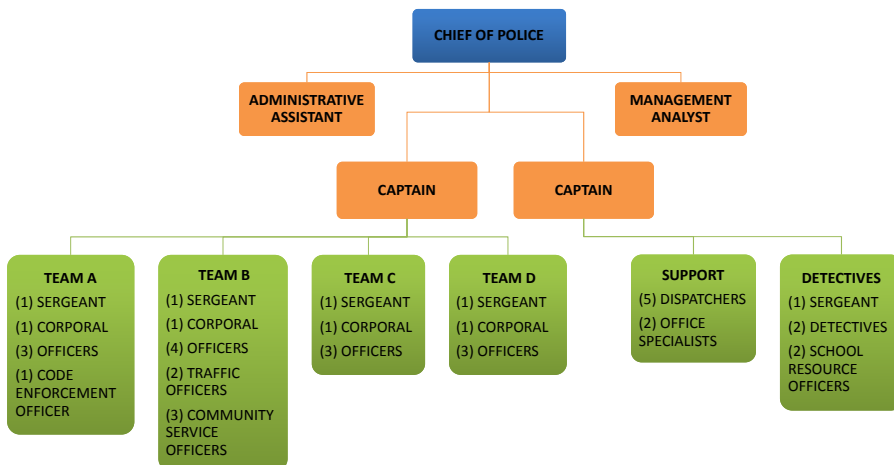 CHIEF OF POLICE
ADMINISTRATIVE
ASSISTANT
MANAGEMENT
ANALYST
CAPTAIN
CAPTAIN
TEAM A
(1) SERGEANT
(1) CORPORAL
(3) OFFICERS
(1) CODE
ENFORCEMENT
OFFICER
TEAM B
(1) SERGEANT
(1) CORPORAL
(4) OFFICERS
(2) TRAFFIC
OFFICERS
(3) COMMUNITY
SERVICE
OFFICERS
TEAM C
(1) SERGEANT
(1) CORPORAL
(3) OFFICERS
TEAM D
(1) SERGEANT
(1) CORPORAL
(3) OFFICERS
SUPPORT
(5) DISPATCHERS
(2) OFFICE
SPECIALISTS
DETECTIVES
(1) SERGEANT
(2) DETECTIVES
(2) SCHOOL
RESOURCE
OFFICERS